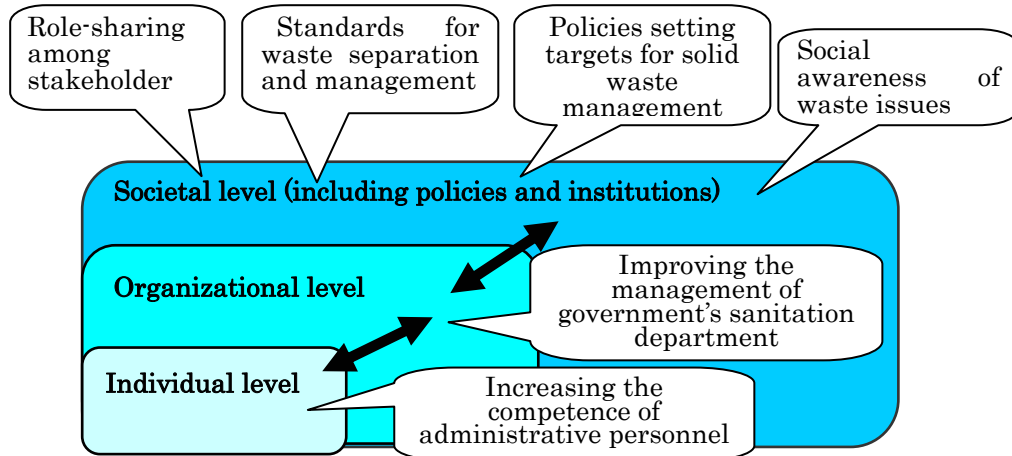 Role-sharing
among
stakeholder
Standards for
waste separation
and management
Policies setting
targets for solid
waste
management
Social
awareness of
waste issues
Societal level (including policies and institutions)
Organizational level
Improving the
management of
government's sanitation
department
Individual level
Increasing the
competence of
administrative personnel